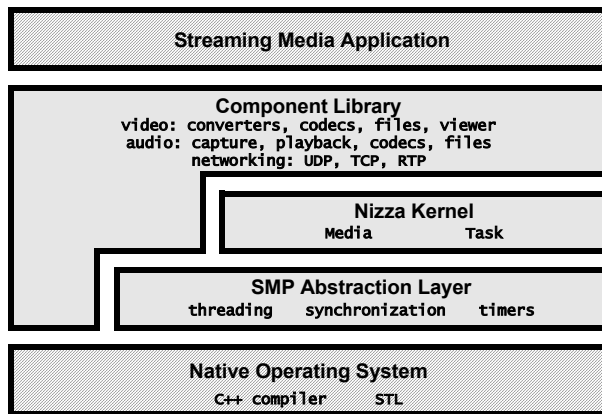 Streaming Media Application
Component Library
video: converters, codecs, files, viewer
audio: capture, playback, codecs, files
networking: UDP, TCP, RTP
Nizza Kernel
Media Task
SMP Abstraction Layer
threading synchronization timers
Native Operating System
C++ compiler STL